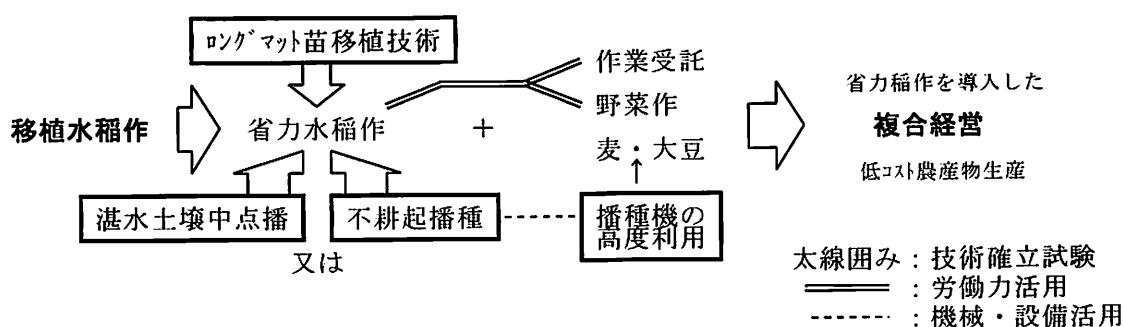 ﾛﾝｸﾞﾏｯﾄ苗移植技術
移植水稲作
省力水稲作
+
作業受託
野菜作
麦・大豆
省力稲作を導入した
複合経営
低ｺｽﾄ農産物生産
湛水土壌中点播
不耕起播種
播種機の
高度利用
又は
太線囲み：技術確立試験
：労働力活用
：機械・設備活用